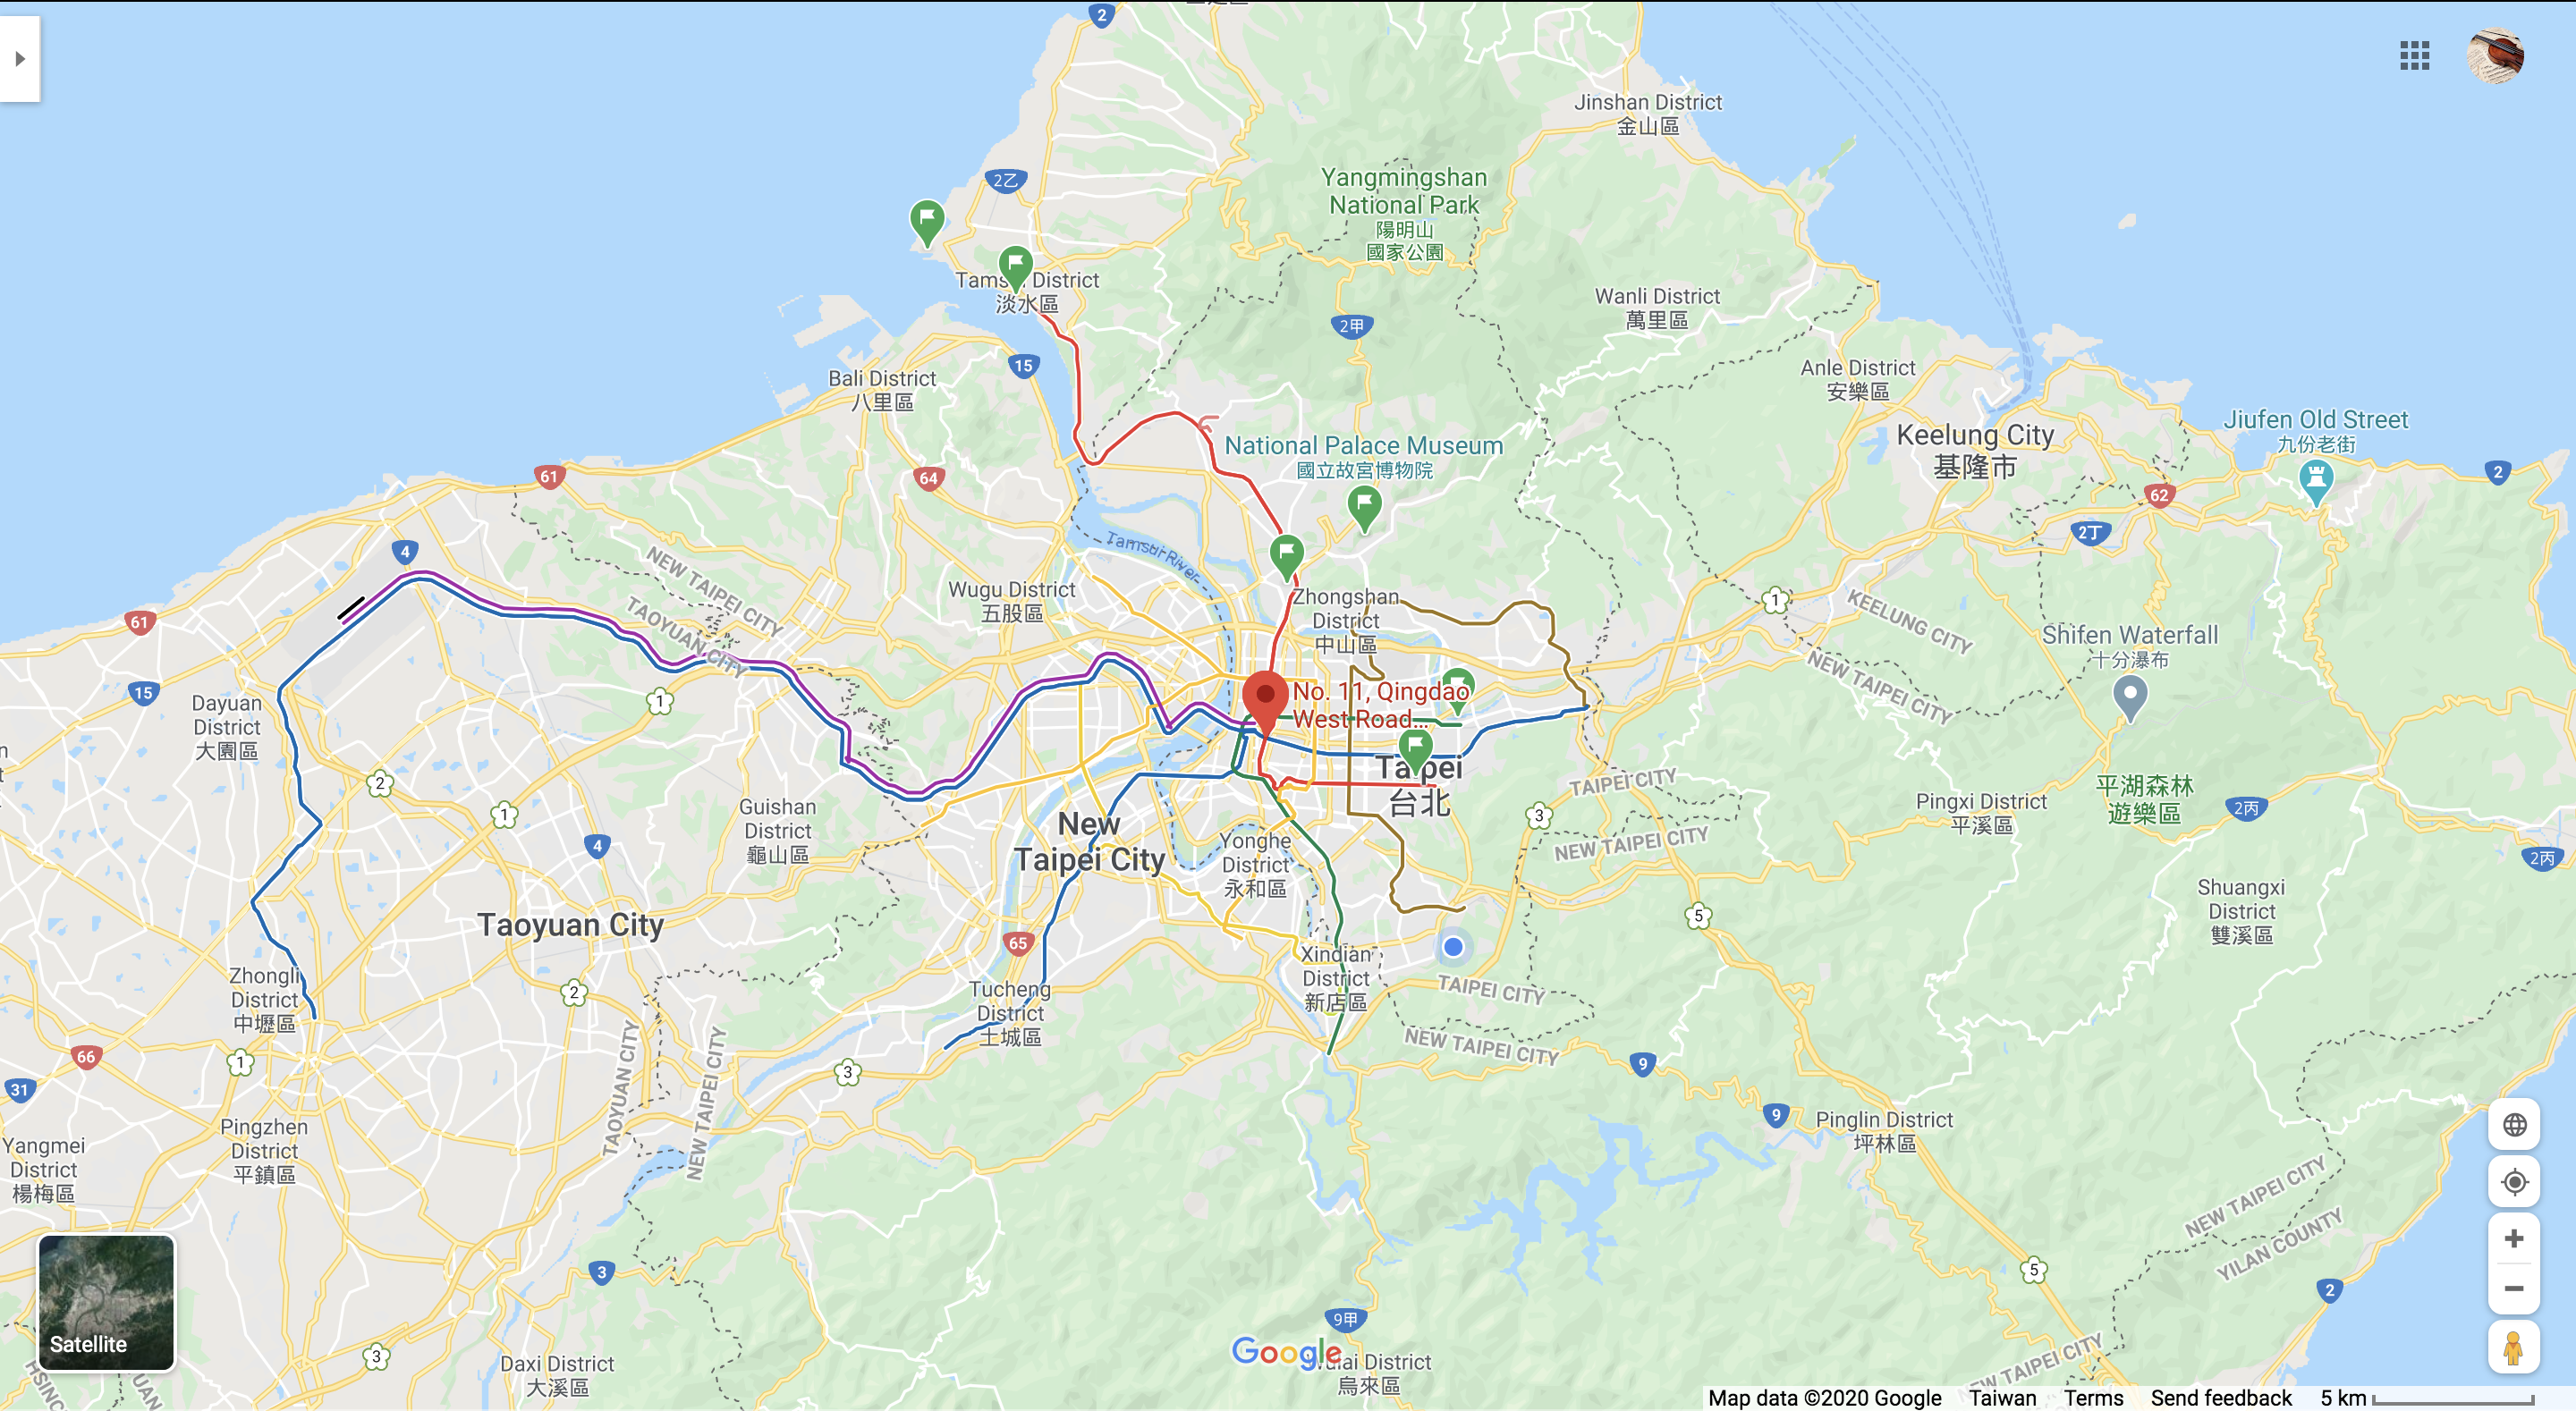 2
Jinshan District
金山區
Yangmingshan
National Park
陽明山
國家公園
2乙
District
淡水區
Wanli District
萬里區
2甲
15
Bali District
八里區
Anle District
安樂區
Keelung City
基隆市
Jiufen Old Street
九份老街
National Palace Museum
國立故宮博物院
61
64
62
2
2丁
4
Tamsui River
NEW TAIPEI CITY
TAOYUAN CITY
Wugu District
五股區
Zhongshan
District
中山區
1
KEELUNG CITY
NEW TAIPEI CITY
61
Shifen Waterfall
十分瀑布
15
1
Dayuan
District
大園區
No. 11, Qingdao
West Road...
Taipei
台北
2
1
4
Guishan
District
龜山區
New
Taipei City
Yonghe
District
永和區
3
TAIPEI CITY
NEW TAIPEI CITY
Pingxi District
平溪區
平湖森林
遊樂區
2丙
2丙
Taoyuan City
65
5
Shuangxi
District
雙溪區
Zhongli
District
中壢區
2
Tucheng
District
土城區
Xindian
District
新店區
TAIPEI CITY
NEW TAIPEI CITY
66
1
31
3
TAOYUAN CITY
NEW TAIPEI CITY
9
9
Pinglin District
坪林區
Yangmei
District
楊梅區
Pingzhen
District
平鎮區
NEW TAIPEI CITY
YILAN COUNTY
3
5
2
Satellite
3
Daxi District
大溪區
9甲
Google
District
烏來區
NEW TAIPEI CITY
Map data ©2020 Google Taiwan Terms Send feedback 5 km